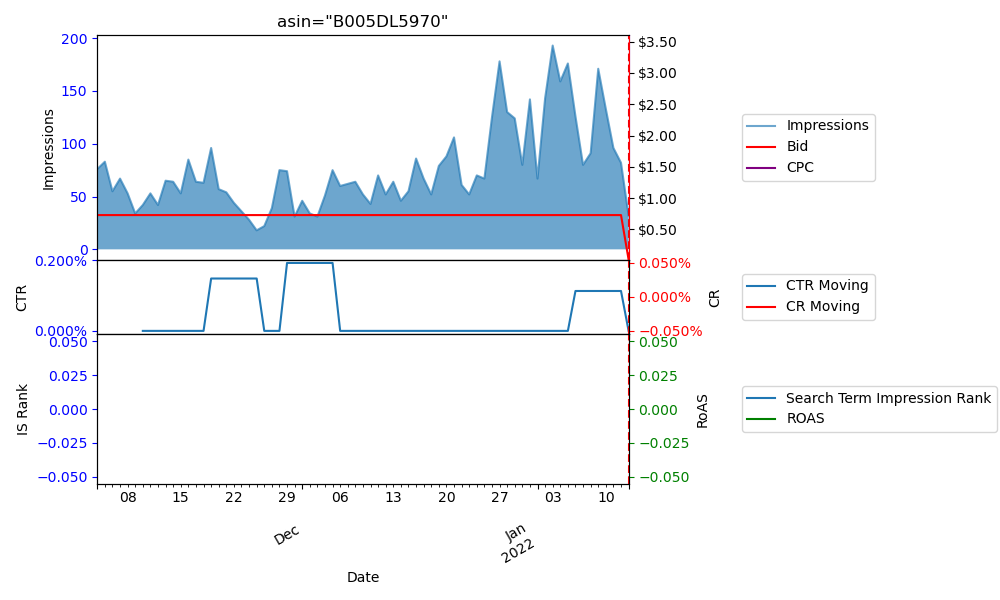 asin="B005DL5970"
200
150
100
50
0
Impressions
$3.50
$3.00
$2.50
$2.00
$1.50
$1.00
$0.50
Impressions
Bid
CPC
0.200%
0.000%
CTR
0.050%
0.000%
−0.050%
CR
CTR Moving
CR Moving
0.050
0.025
0.000
−0.025
−0.050
IS Rank
0.050
0.025
0.000
−0.025
−0.050
RoAS
Search Term Impression Rank
ROAS
08 15 22 29 06 13 20 27 03 10
Dec
Jan
2022
Date